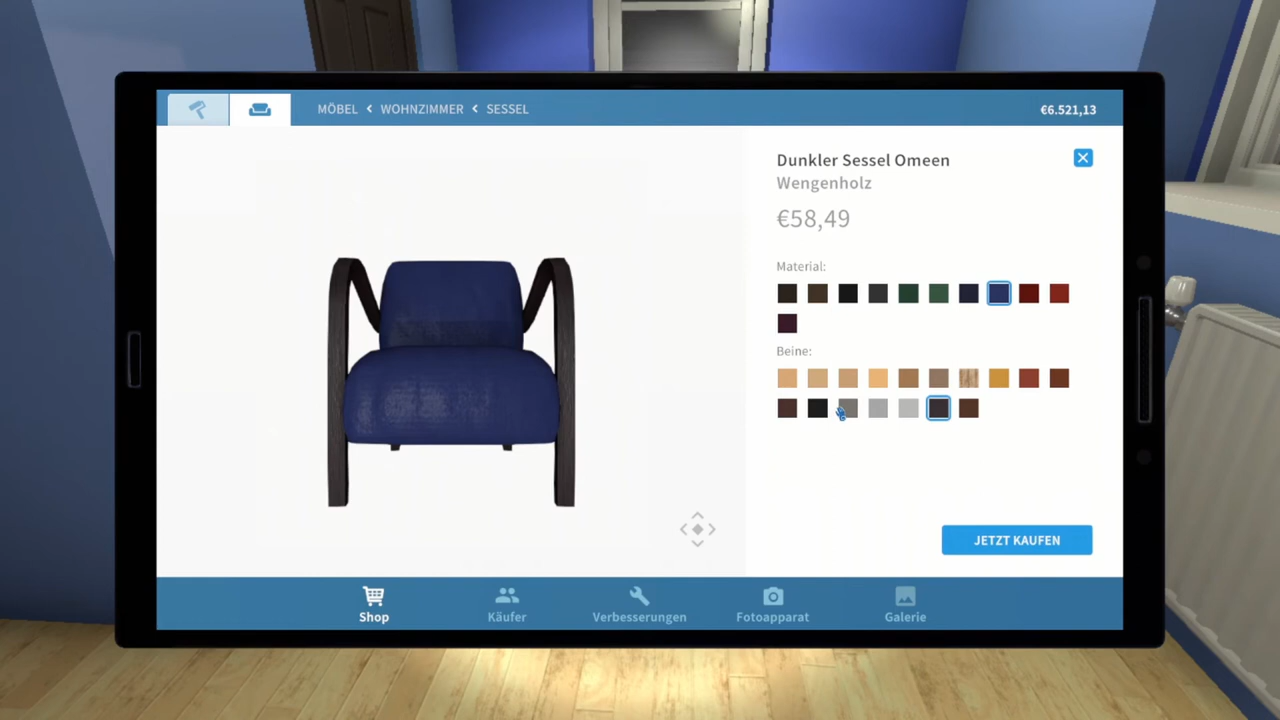 MÖBEL < WOHNZIMMER < SESSEL
€6.521,13
Dunkler Sessel Omeen
Wengenholz
€58,49
Material:
Beine:
JETZT KAUFEN
Shop
Käufer
Verbesserungen
Fotoapparat
Galerie